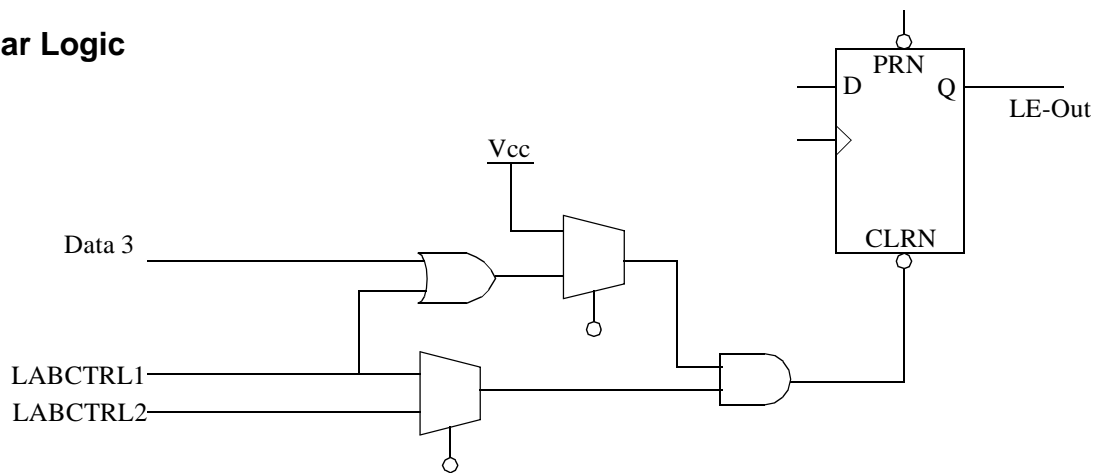 ar Logic
PRN
D
Q
LE-Out
Vcc
Data 3
CLRN
LABCTRL1
LABCTRL2